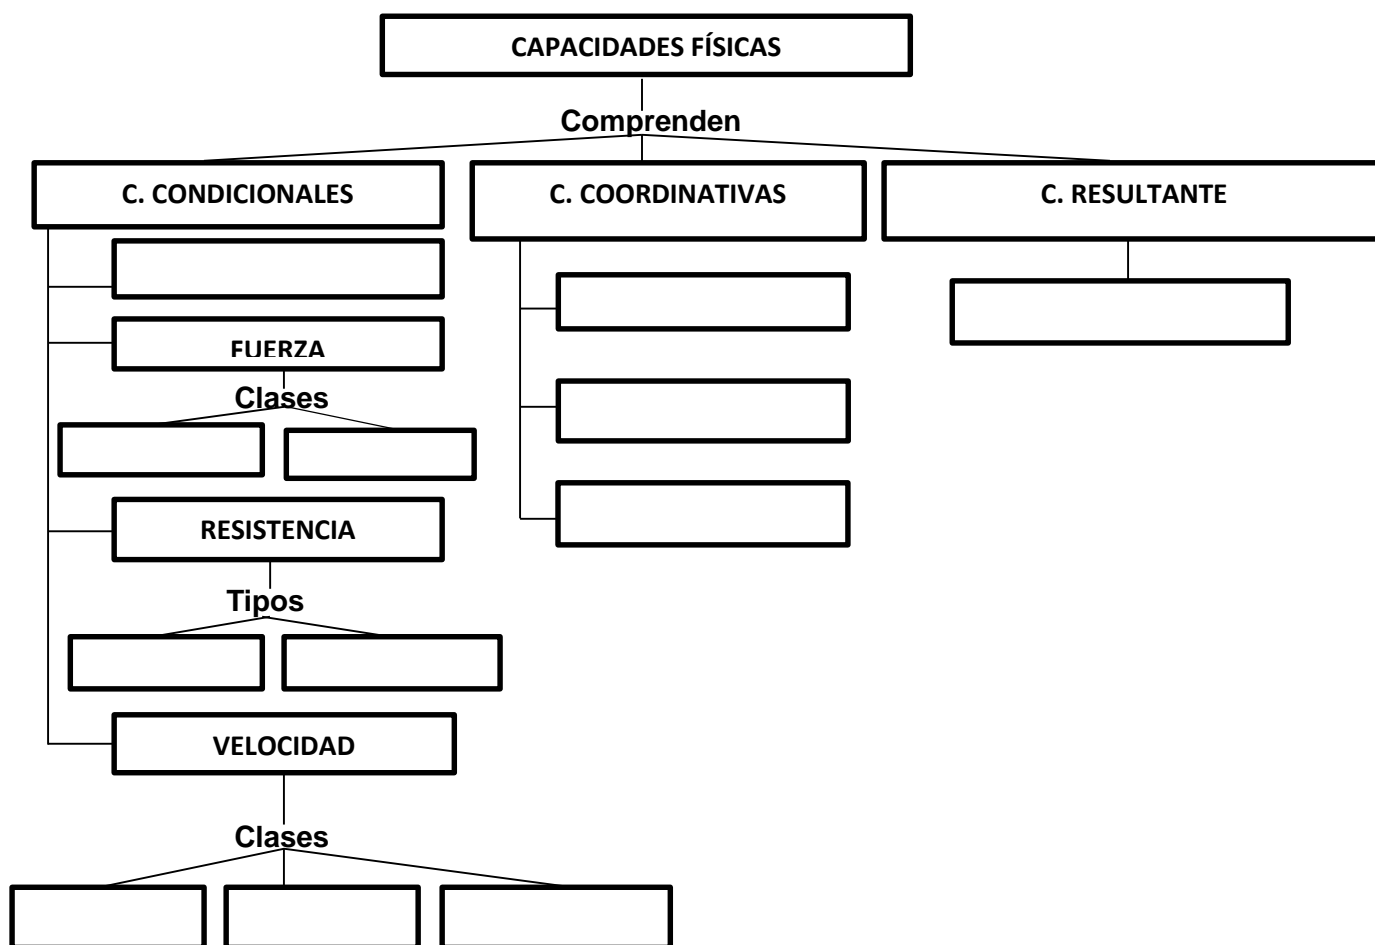 CAPACIDADES FÍSICAS
Comprenden
C. CONDICIONALES
C. COORDINATIVAS
C. RESULTANTE
FUERZA
Clases
RESISTENCIA
Tipos
VELOCIDAD
Clases